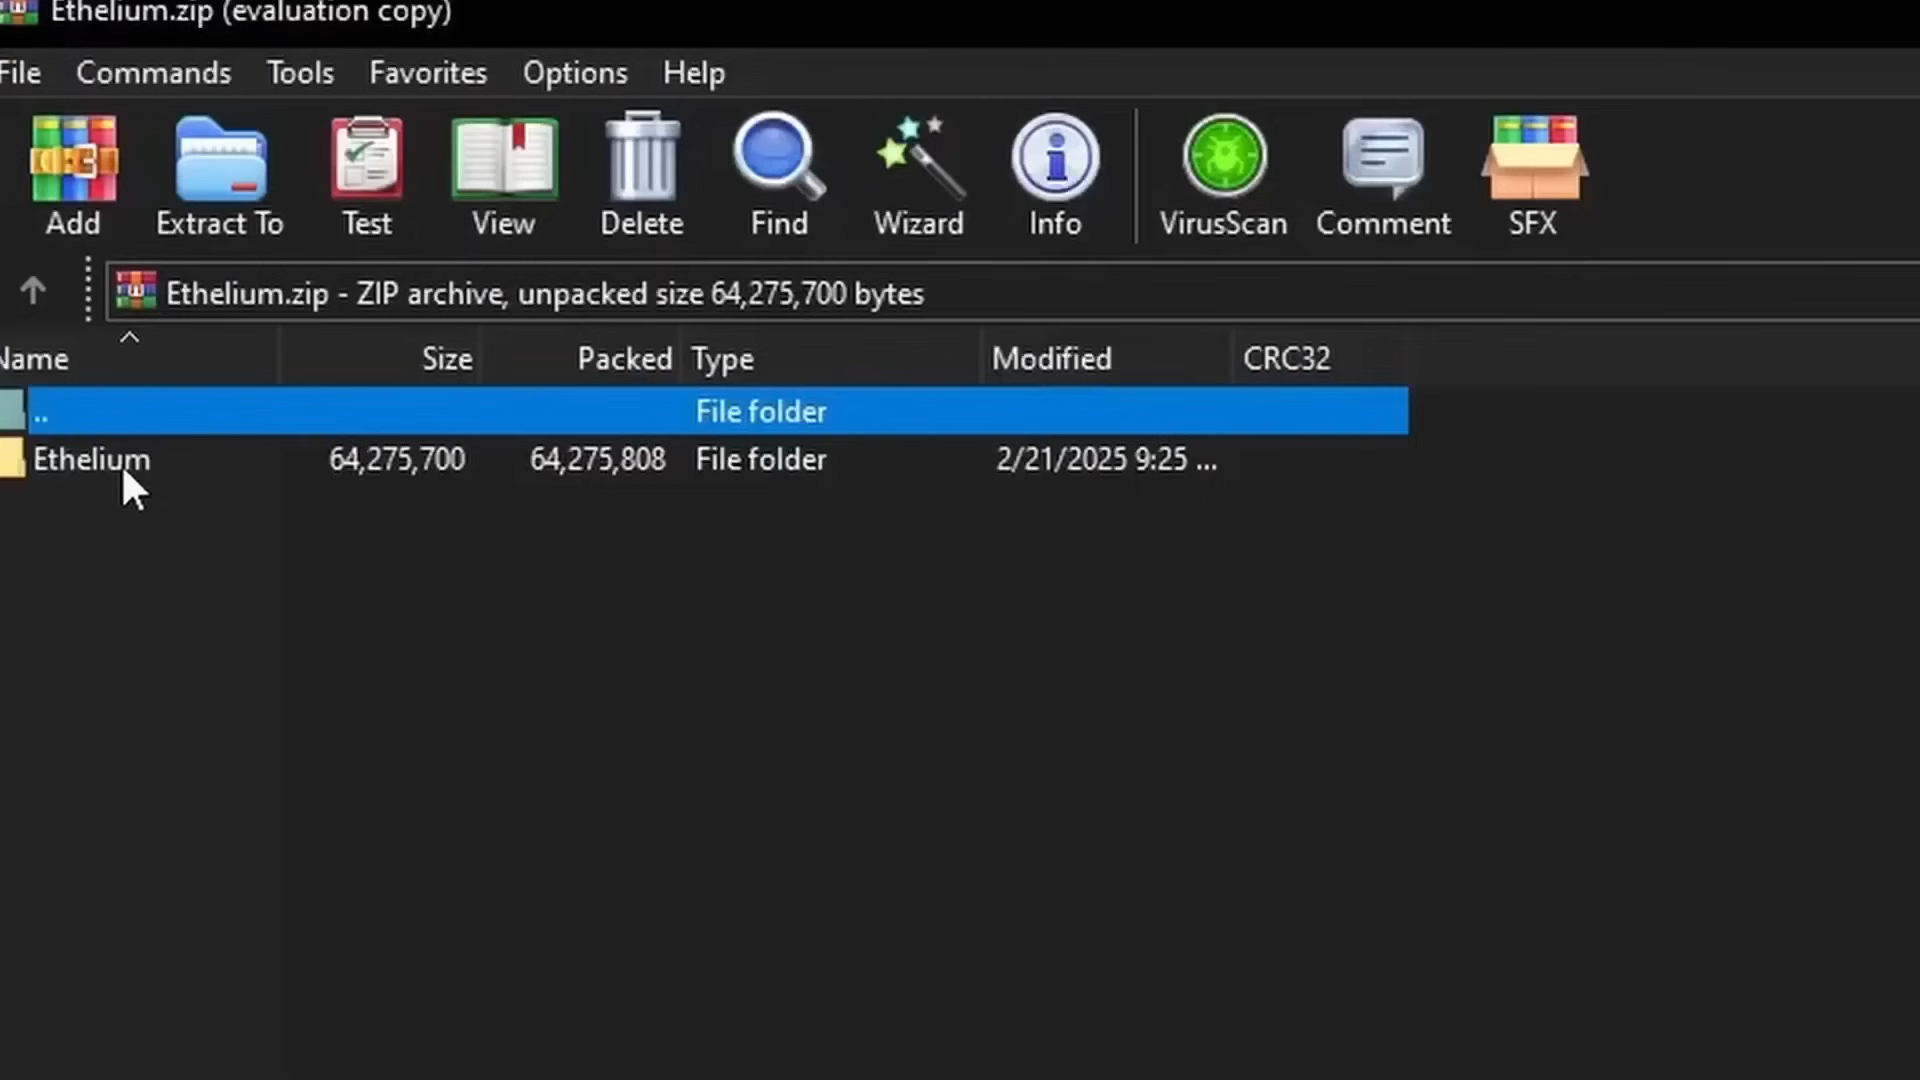 Ethelium.zip (evaluation copy)
File Commands Tools Favorites Options Help
Add Extract To Test View Delete Find Wizard Info VirusScan Comment SFX
Ethelium.zip - ZIP archive, unpacked size 64,275,700 bytes
Name Size Packed Type Modified CRC32
.. File folder
Ethelium 64,275,700 64,275,808 File folder 2/21/2025 9:25 ...